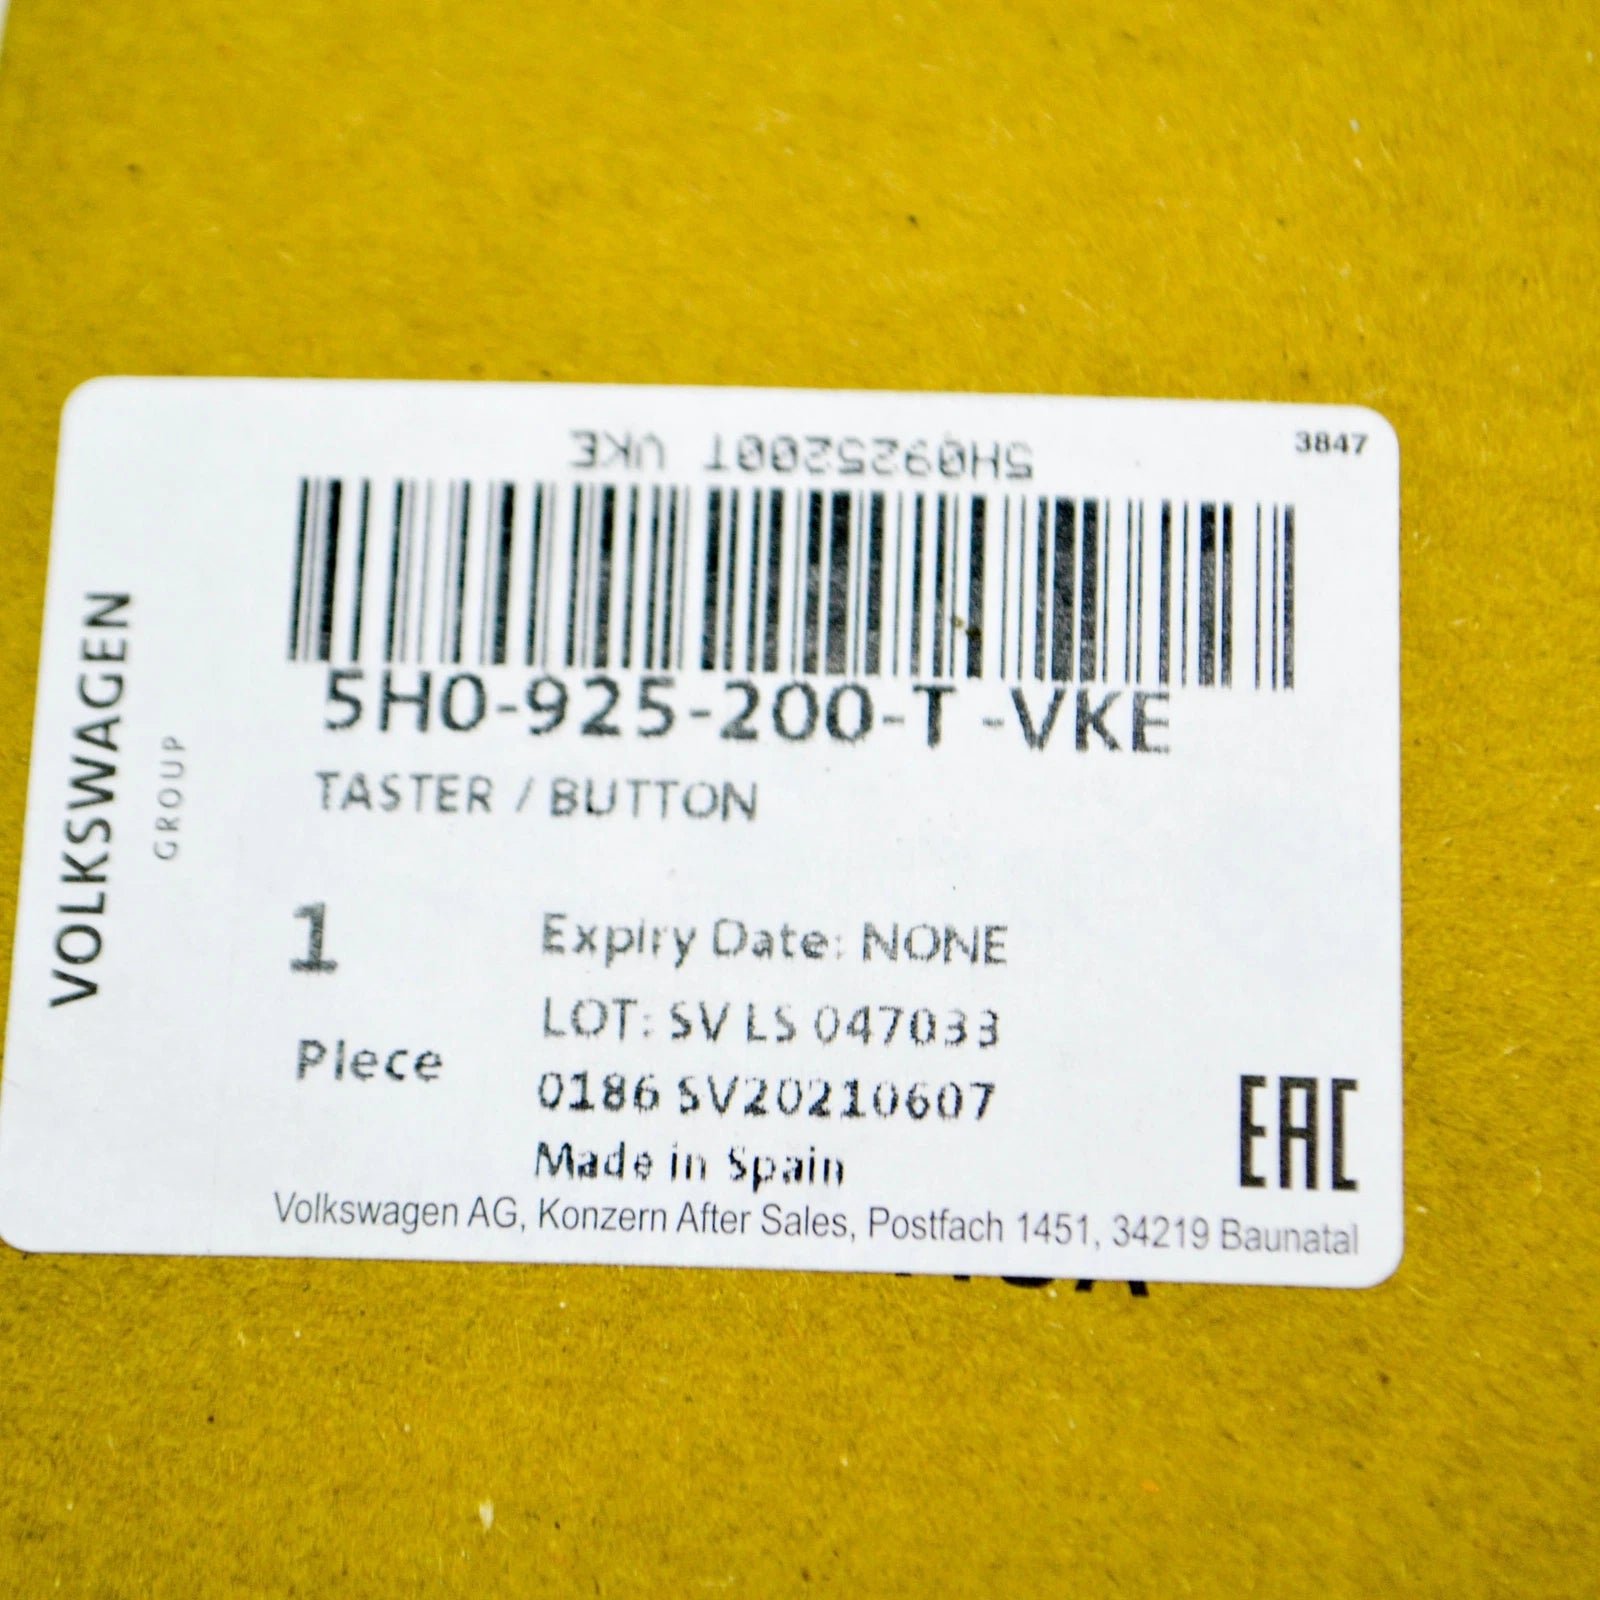 5H0925200T VKE
3847
5H0-925-200-T -VKE
TASTER / BUTTON
VOLKSWAGEN
GROUP
1
Piece
Expiry Date: NONE
LOT: SV LS 047033
0186 SV20210607
Made in Spain
EAC
Volkswagen AG, Konzern After Sales, Postfach 1451, 34219 Baunatal